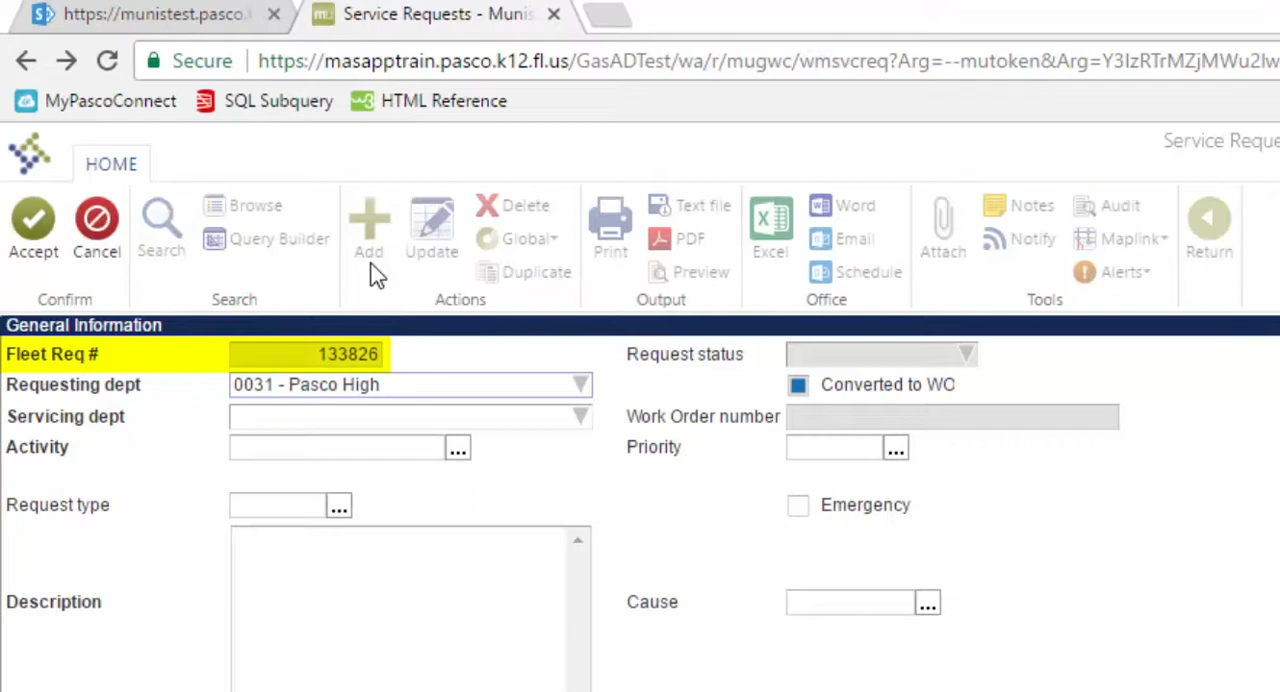 https://munistest.pasco.
mu Service Requests - Munis
Secure https://masapptrain.pasco.k12.fl.us/GasADTest/wa/r/mugwc/wmsvcreq?Arg=--mutoken&Arg=
MyPascoConnect SQL Subquery HTML Reference
HOME
Service Reque
Accept Cancel Search Browse Query Builder
Add Update Delete Global Duplicate
Print Text file PDF Preview
Excel Word Email Schedule
Attach Notes Notify Audit Maplink Alerts
Return
Confirm Search Actions Output Office Tools
General Information
Fleet Req # 133826 Request status
Requesting dept 0031 - Pasco High Converted to WO
Servicing dept Work Order number
Activity ... Priority ...
Request type ... Emergency
Description Cause ...